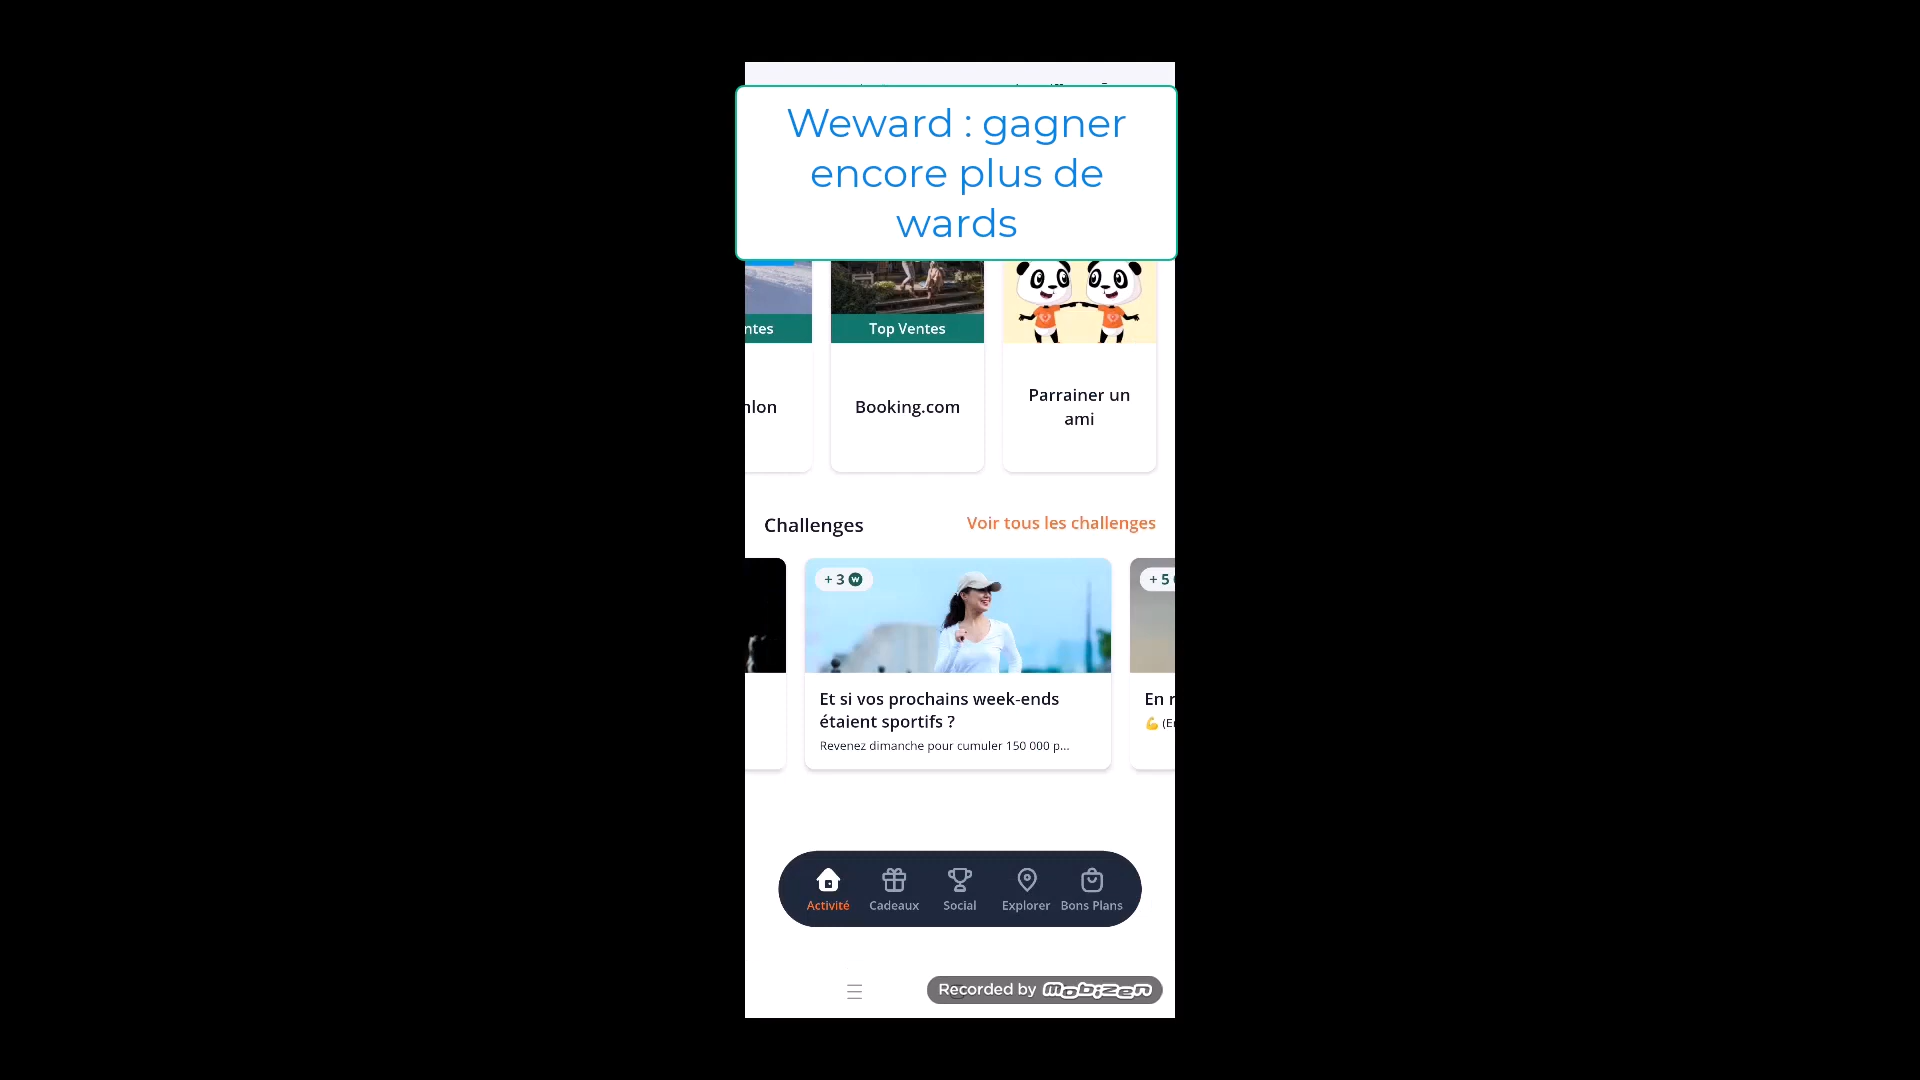 Weward : gagner
encore plus de
wards
ntes
Top Ventes
hlon
Booking.com
Parrainer un
ami
Challenges
Voir tous les challenges
+ 3
+ 5
Et si vos prochains week-ends
étaient sportifs ?
Revenez dimanche pour cumuler 150 000 p...
En r
💪 (Er
Activité
Cadeaux
Social
Explorer
Bons Plans
Recorded by mobizen